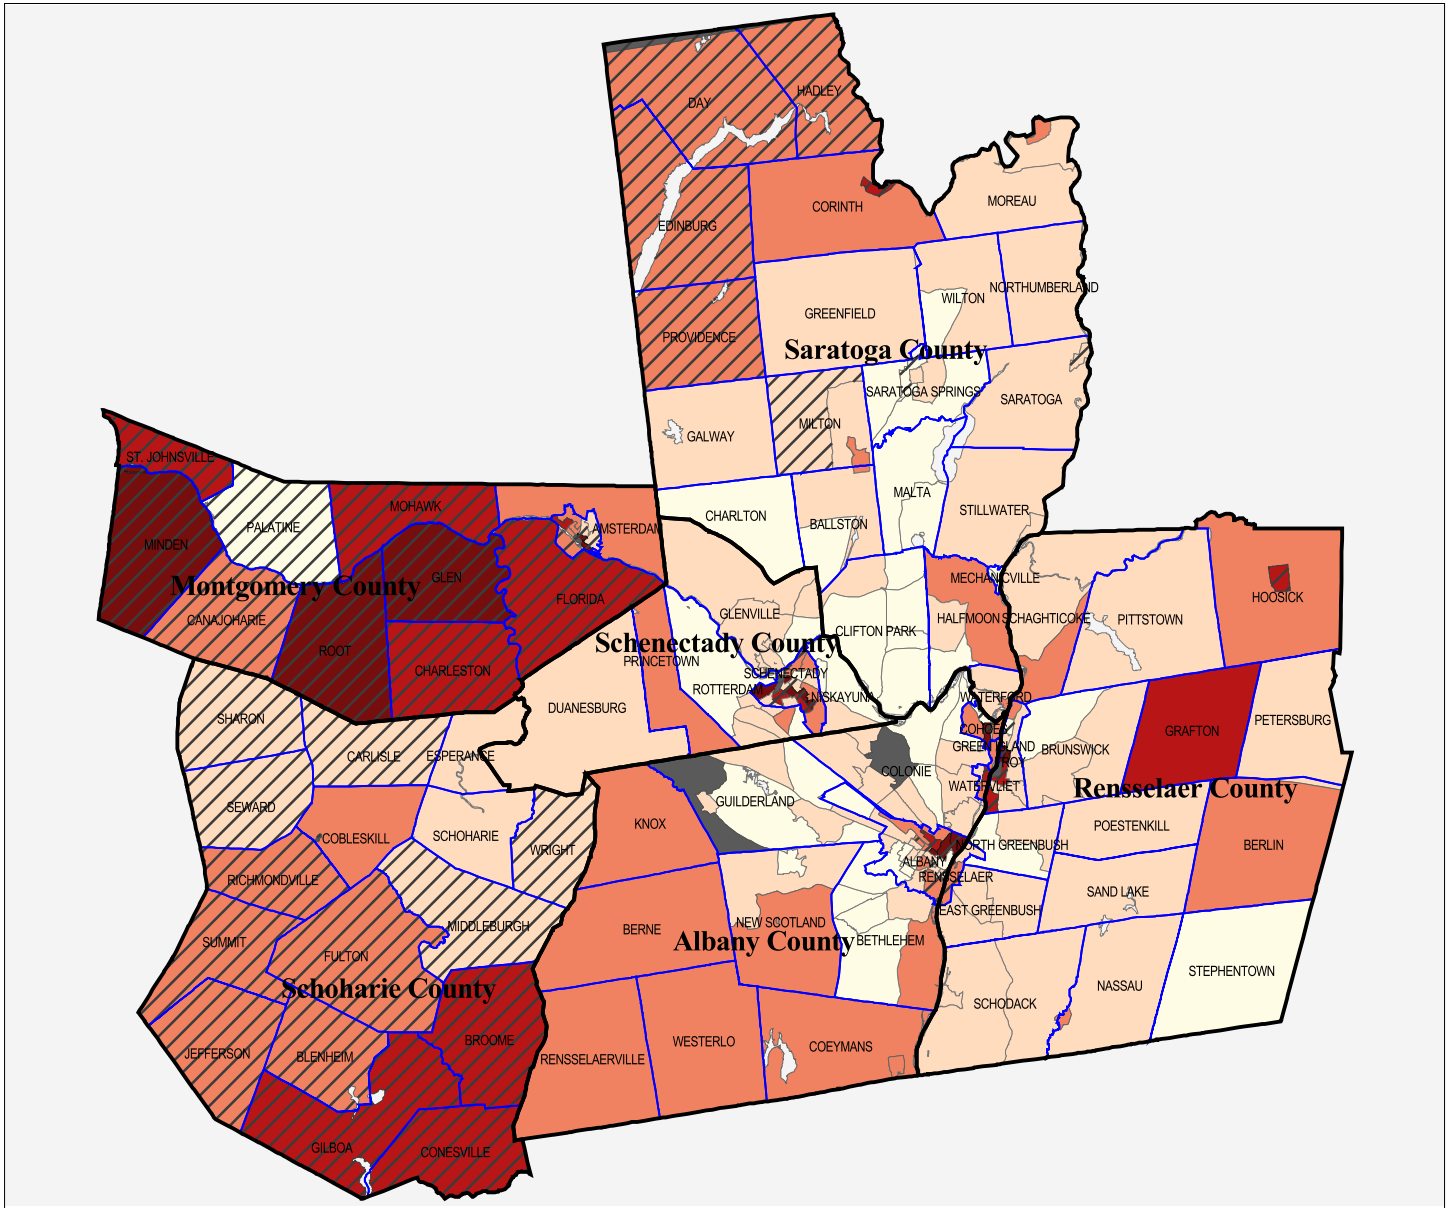 HADLEY
DAY
MOREAU
CORINTH
EDINBURG
NORTHUMBERLAND
WILTON
GREENFIELD
PROVIDENCE
Saratoga County
SARATOGA SPRINGS
SARATOGA
MILTON
GALWAY
ST. JOHNSVILLE
MALTA
MOHAWK
STILLWATER
CHARLTON
BALLSTON
PALATINE
AMSTERDAM
MINDEN
GLEN
MECHANICVILLE
Montgomery County
HOOSICK
FLORIDA
GLENVILLE
CANAJOHARIE
HALFMOON
SCHAGHTICOKE
PITTSTOWN
CLIFTON PARK
Schenectady County
ROOT
PRINCETOWN
CHARLESTON
SCHENECTADY
ROTTERDAM
NISKAYUNA
WATERFORD
DUANESBURG
SHARON
PETERSBURG
COHOES
GRAFTON
GREEN ISLAND
BRUNSWICK
CARLISLE
ESPERANCE
TROY
COLONIE
WATERVLIET
Rensselaer County
GUILDERLAND
SEWARD
KNOX
POESTENKILL
SCHOHARIE
COBLESKILL
NORTH GREENBUSH
BERLIN
WRIGHT
ALBANY
RENSSELAER
RICHMONDVILLE
SAND LAKE
EAST GREENBUSH
NEW SCOTLAND
MIDDLEBURGH
BERNE
Albany County
BETHLEHEM
SUMMIT
FULTON
STEPHENTOWN
Schoharie County
NASSAU
SCHODACK
BROOME
WESTERLO
COEYMANS
JEFFERSON
BLENHEIM
RENSSELAERVILLE
GILBOA
CONESVILLE